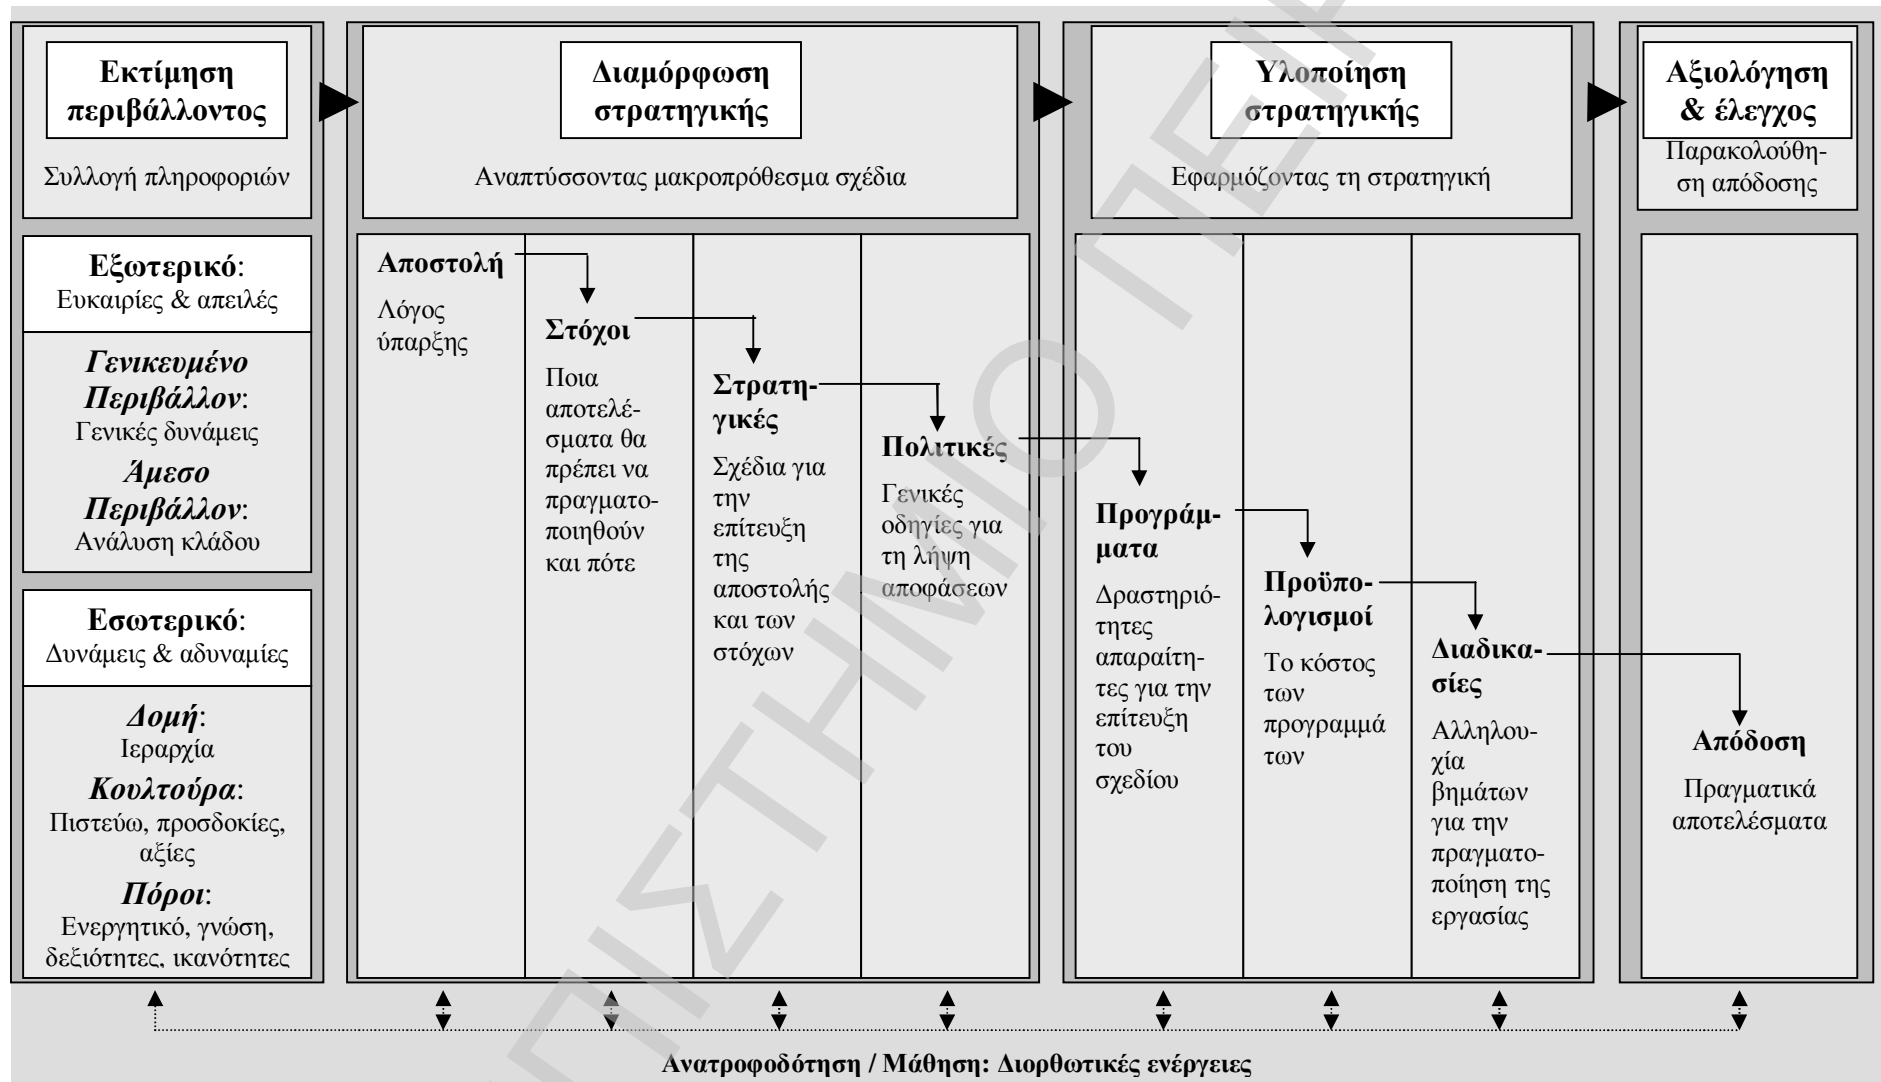 Εκτίμηση
περιβάλλοντος
Συλλογή πληροφοριών
Εξωτερικό:
Ευκαιρίες & απειλές
Γενικευμένο
Περιβάλλον:
Γενικές δυνάμεις
Άμεσο
Περιβάλλον:
Ανάλυση κλάδου
Εσωτερικό:
Δυνάμεις & αδυναμίες
Δομή:
Ιεραρχία
Κουλτούρα:
Πιστεύω, προσδοκίες,
αξίες
Πόροι:
Ενεργητικό, γνώση,
δεξιότητες, ικανότητες
Διαμόρφωση
στρατηγικής
Αναπτύσσοντας μακροπρόθεσμα σχέδια
Αποστολή
Λόγος
ύπαρξης
Στόχοι
Ποια
αποτελέ-
σματα θα
πρέπει να
πραγματο-
ποιηθούν
και πότε
Στρατη-
γικές
Σχέδια για
την
επίτευξη
της
αποστολής
και των
στόχων
Πολιτικές
Γενικές
οδηγίες για
τη λήψη
αποφάσεων
Υλοποίηση
στρατηγικής
Εφαρμόζοντας τη στρατηγική
Προγράμ-
ματα
Δραστηριό-
τητες
απαραίτη-
τες για την
επίτευξη
του
σχεδίου
Προϋπο-
λογισμοί
Το κόστος
των
προγραμμά
των
Διαδικα-
σίες
Αλληλου-
χία
βημάτων
για την
πραγματο-
ποίηση της
εργασίας
Αξιολόγηση
& έλεγχος
Παρακολούθη-
ση απόδοσης
Απόδοση
Πραγματικά
αποτελέσματα
Ανατροφοδότηση / Μάθηση: Διορθωτικές ενέργειες
ΠΙΣΤΗΜΙΟ ΠΕΙΡ